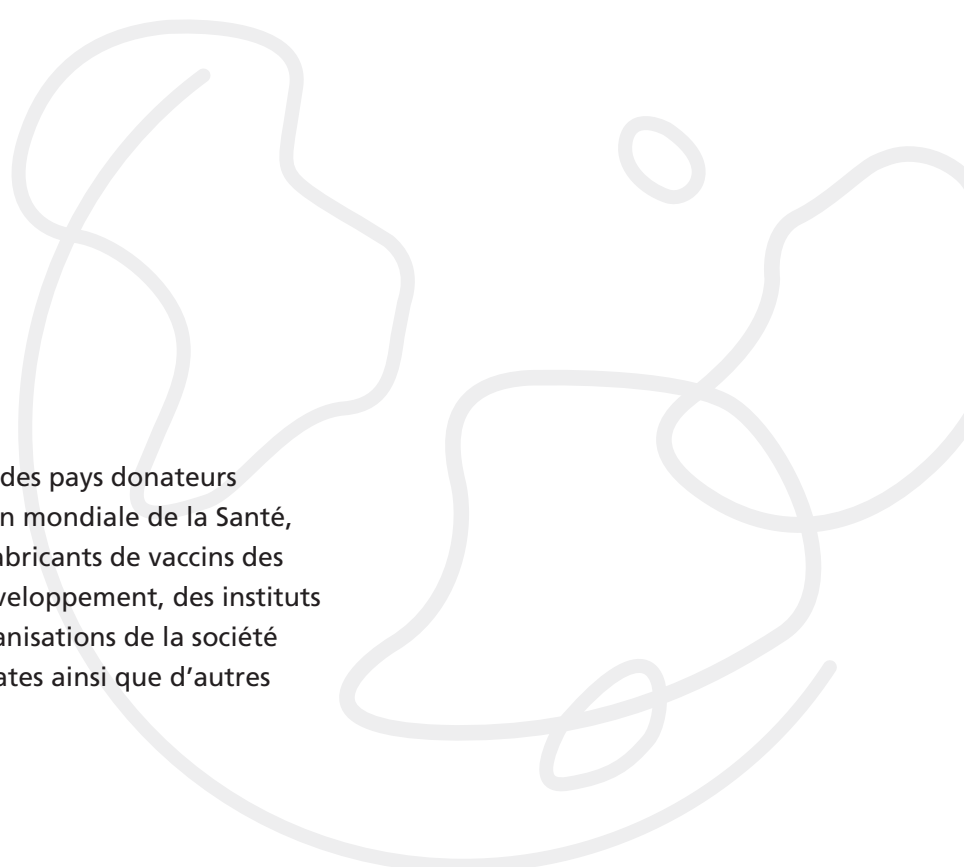 des pays donateurs
n mondiale de la Santé,
abricants de vaccins des
veloppement, des instituts
anisations de la société
ates ainsi que d’autres